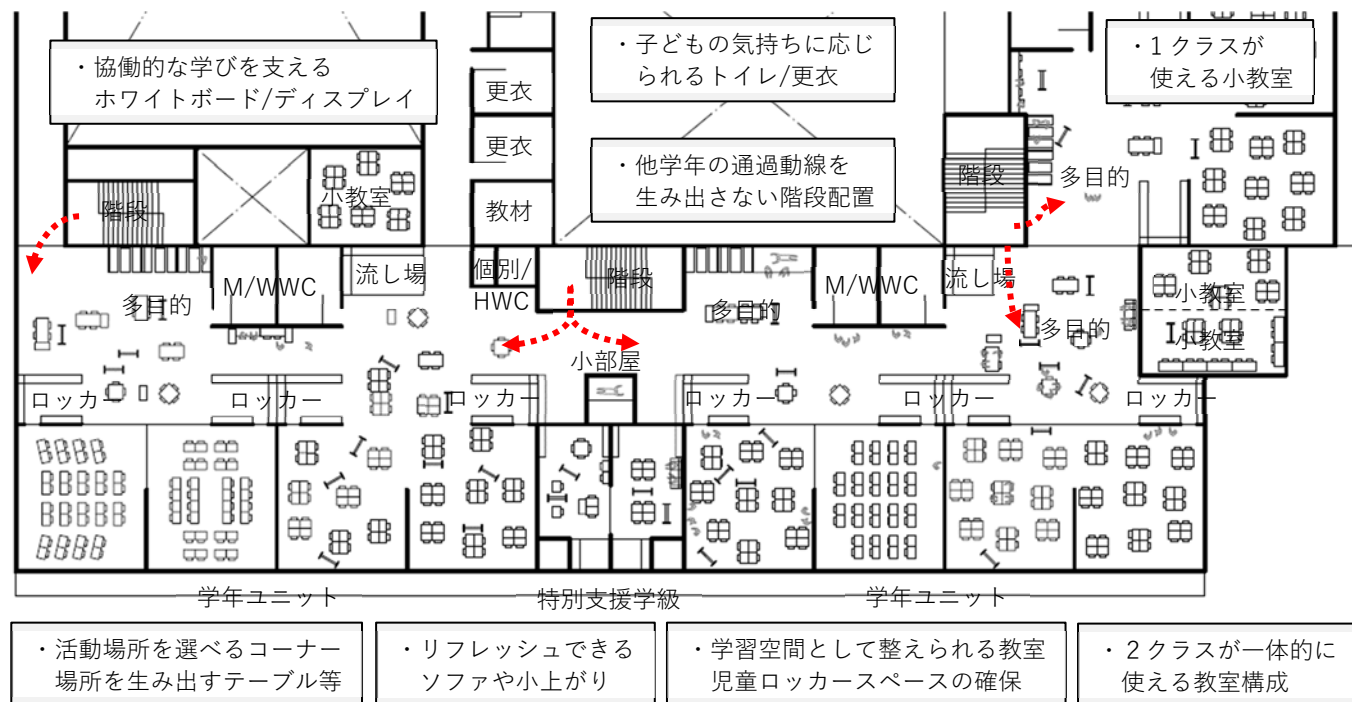 ・協働的な学びを支える
ホワイトボード/ディスプレイ
・子どもの気持ちに応じ
られるトイレ/更衣
・1クラスが
使える小教室
更衣
更衣
・他学年の通過動線を
生み出さない階段配置
階段
多目的
小教室
教材
階段
M/WWC
流し場
個別/
HWC
階段
M/WWC
流し場
多目的
多目的
小教室
多目的
小教室
小部屋
ロッカー
ロッカー
ロッカー
ロッカー
ロッカー
ロッカー
学年ユニット
特別支援学級
学年ユニット
・活動場所を選べるコーナー
場所を生み出すテーブル等
・リフレッシュできる
ソファや小上がり
・学習空間として整えられる教室
児童ロッカースペースの確保
・２クラスが一体的に
使える教室構成